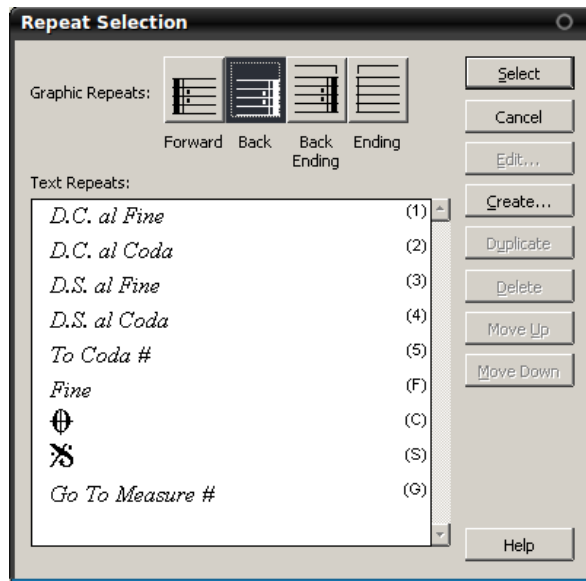 Repeat Selection
Graphic Repeats:
Forward Back Back Ending Ending
Text Repeats:
D.C. al Fine (1)
D.C. al Coda (2)
D.S. al Fine (3)
D.S. al Coda (4)
To Coda # (5)
Fine (F)
(C)
(S)
Go To Measure # (G)
Select
Cancel
Edit...
Create...
Duplicate
Delete
Move Up
Move Down
Help